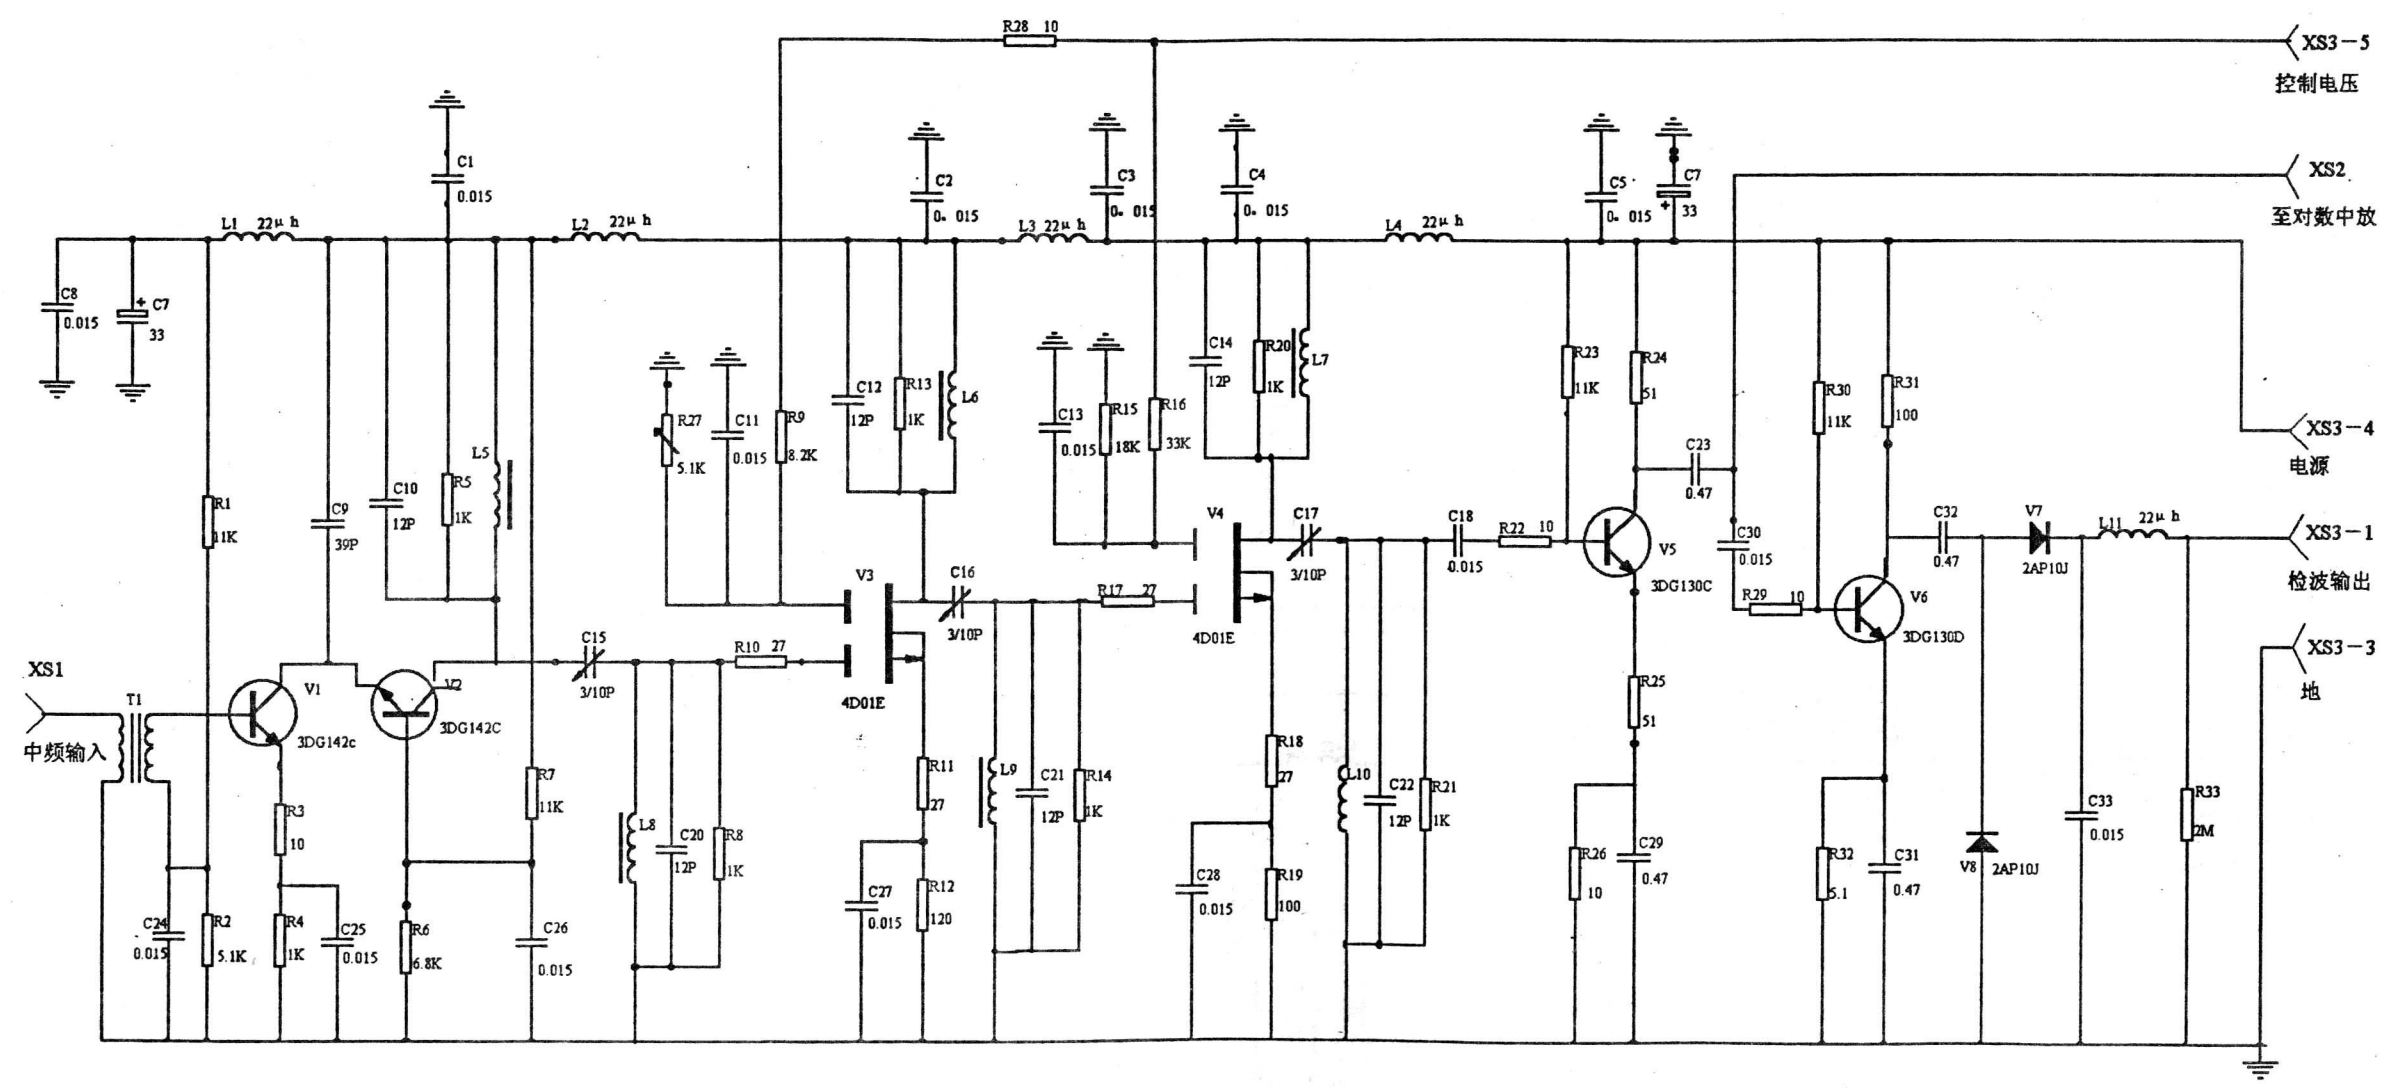 R28 10
XS3-5
控制电压
C1
0.015
C2
0。015
C3
0。015
C4
0。015
C5
0。015
C7
33
XS2
至对数中放
L1 22μh
L2 22μh
L3 22μh
L4 22μh
C8
0.015
C7
33
R1
11K
C9
39P
C10
12P
R5
1K
L5
R27
5.1K
C11
0.015
R9
8.2K
C12
12P
R13
1K
L6
C13
0.015
R15
18K
R16
33K
C14
12P
R20
1K
L7
R23
11K
R24
51
C23
0.47
R30
11K
R31
100
XS3-4
电源
XS1
中频输入
T1
V1
3DG142c
V2
3DG142C
R7
11K
C15
3/10P
R10 27
V3
4D01E
C16
3/10P
R17 27
V4
4D01E
C17
3/10P
C18
0.015
R22 10
V5
3DG130C
C30
0.015
R29 10
V6
3DG130D
C32
0.47
V7
2AP10J
L11 22μh
XS3-1
检波输出
XS3-3
地
R3
10
R4
1K
C24
0.015
R2
5.1K
C25
0.015
R6
6.8K
C26
0.015
L8
C20
12P
R8
1K
R11
27
C27
0.015
R12
120
L9
C21
12P
R14
1K
R18
27
C28
0.015
R19
100
L10
C22
12P
R21
1K
R25
51
R26
10
C29
0.47
R32
5.1
C31
0.47
V8 2AP10J
C33
0.015
R33
2M